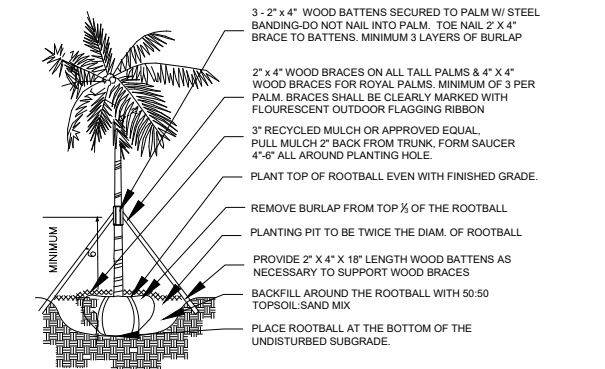 3 - 2" x 4"  WOOD BATTENS SECURED TO PALM W/ STEEL
BANDING-DO NOT NAIL INTO PALM.  TOE NAIL 2' X 4"
BRACE TO BATTENS. MINIMUM 3 LAYERS OF BURLAP
2" x 4" WOOD BRACES ON ALL TALL PALMS & 4" X 4"
WOOD BRACES FOR ROYAL PALMS. MINIMUM OF 3 PER
PALM. BRACES SHALL BE CLEARLY MARKED WITH
FLOURESCENT OUTDOOR FLAGGING RIBBON
3" RECYCLED MULCH OR APPROVED EQUAL,
PULL MULCH 2" BACK FROM TRUNK, FORM SAUCER
4"-6" ALL AROUND PLANTING HOLE.
PLANT TOP OF ROOTBALL EVEN WITH FINISHED GRADE.
REMOVE BURLAP FROM TOP ⅓ OF THE ROOTBALL
PLANTING PIT TO BE TWICE THE DIAM. OF ROOTBALL
PROVIDE 2" X 4" X 18" LENGTH WOOD BATTENS AS
NECESSARY TO SUPPORT WOOD BRACES
BACKFILL AROUND THE ROOTBALL WITH 50:50
TOPSOIL:SAND MIX
PLACE ROOTBALL AT THE BOTTOM OF THE
UNDISTURBED SUBGRADE.
MINIMUM
6'